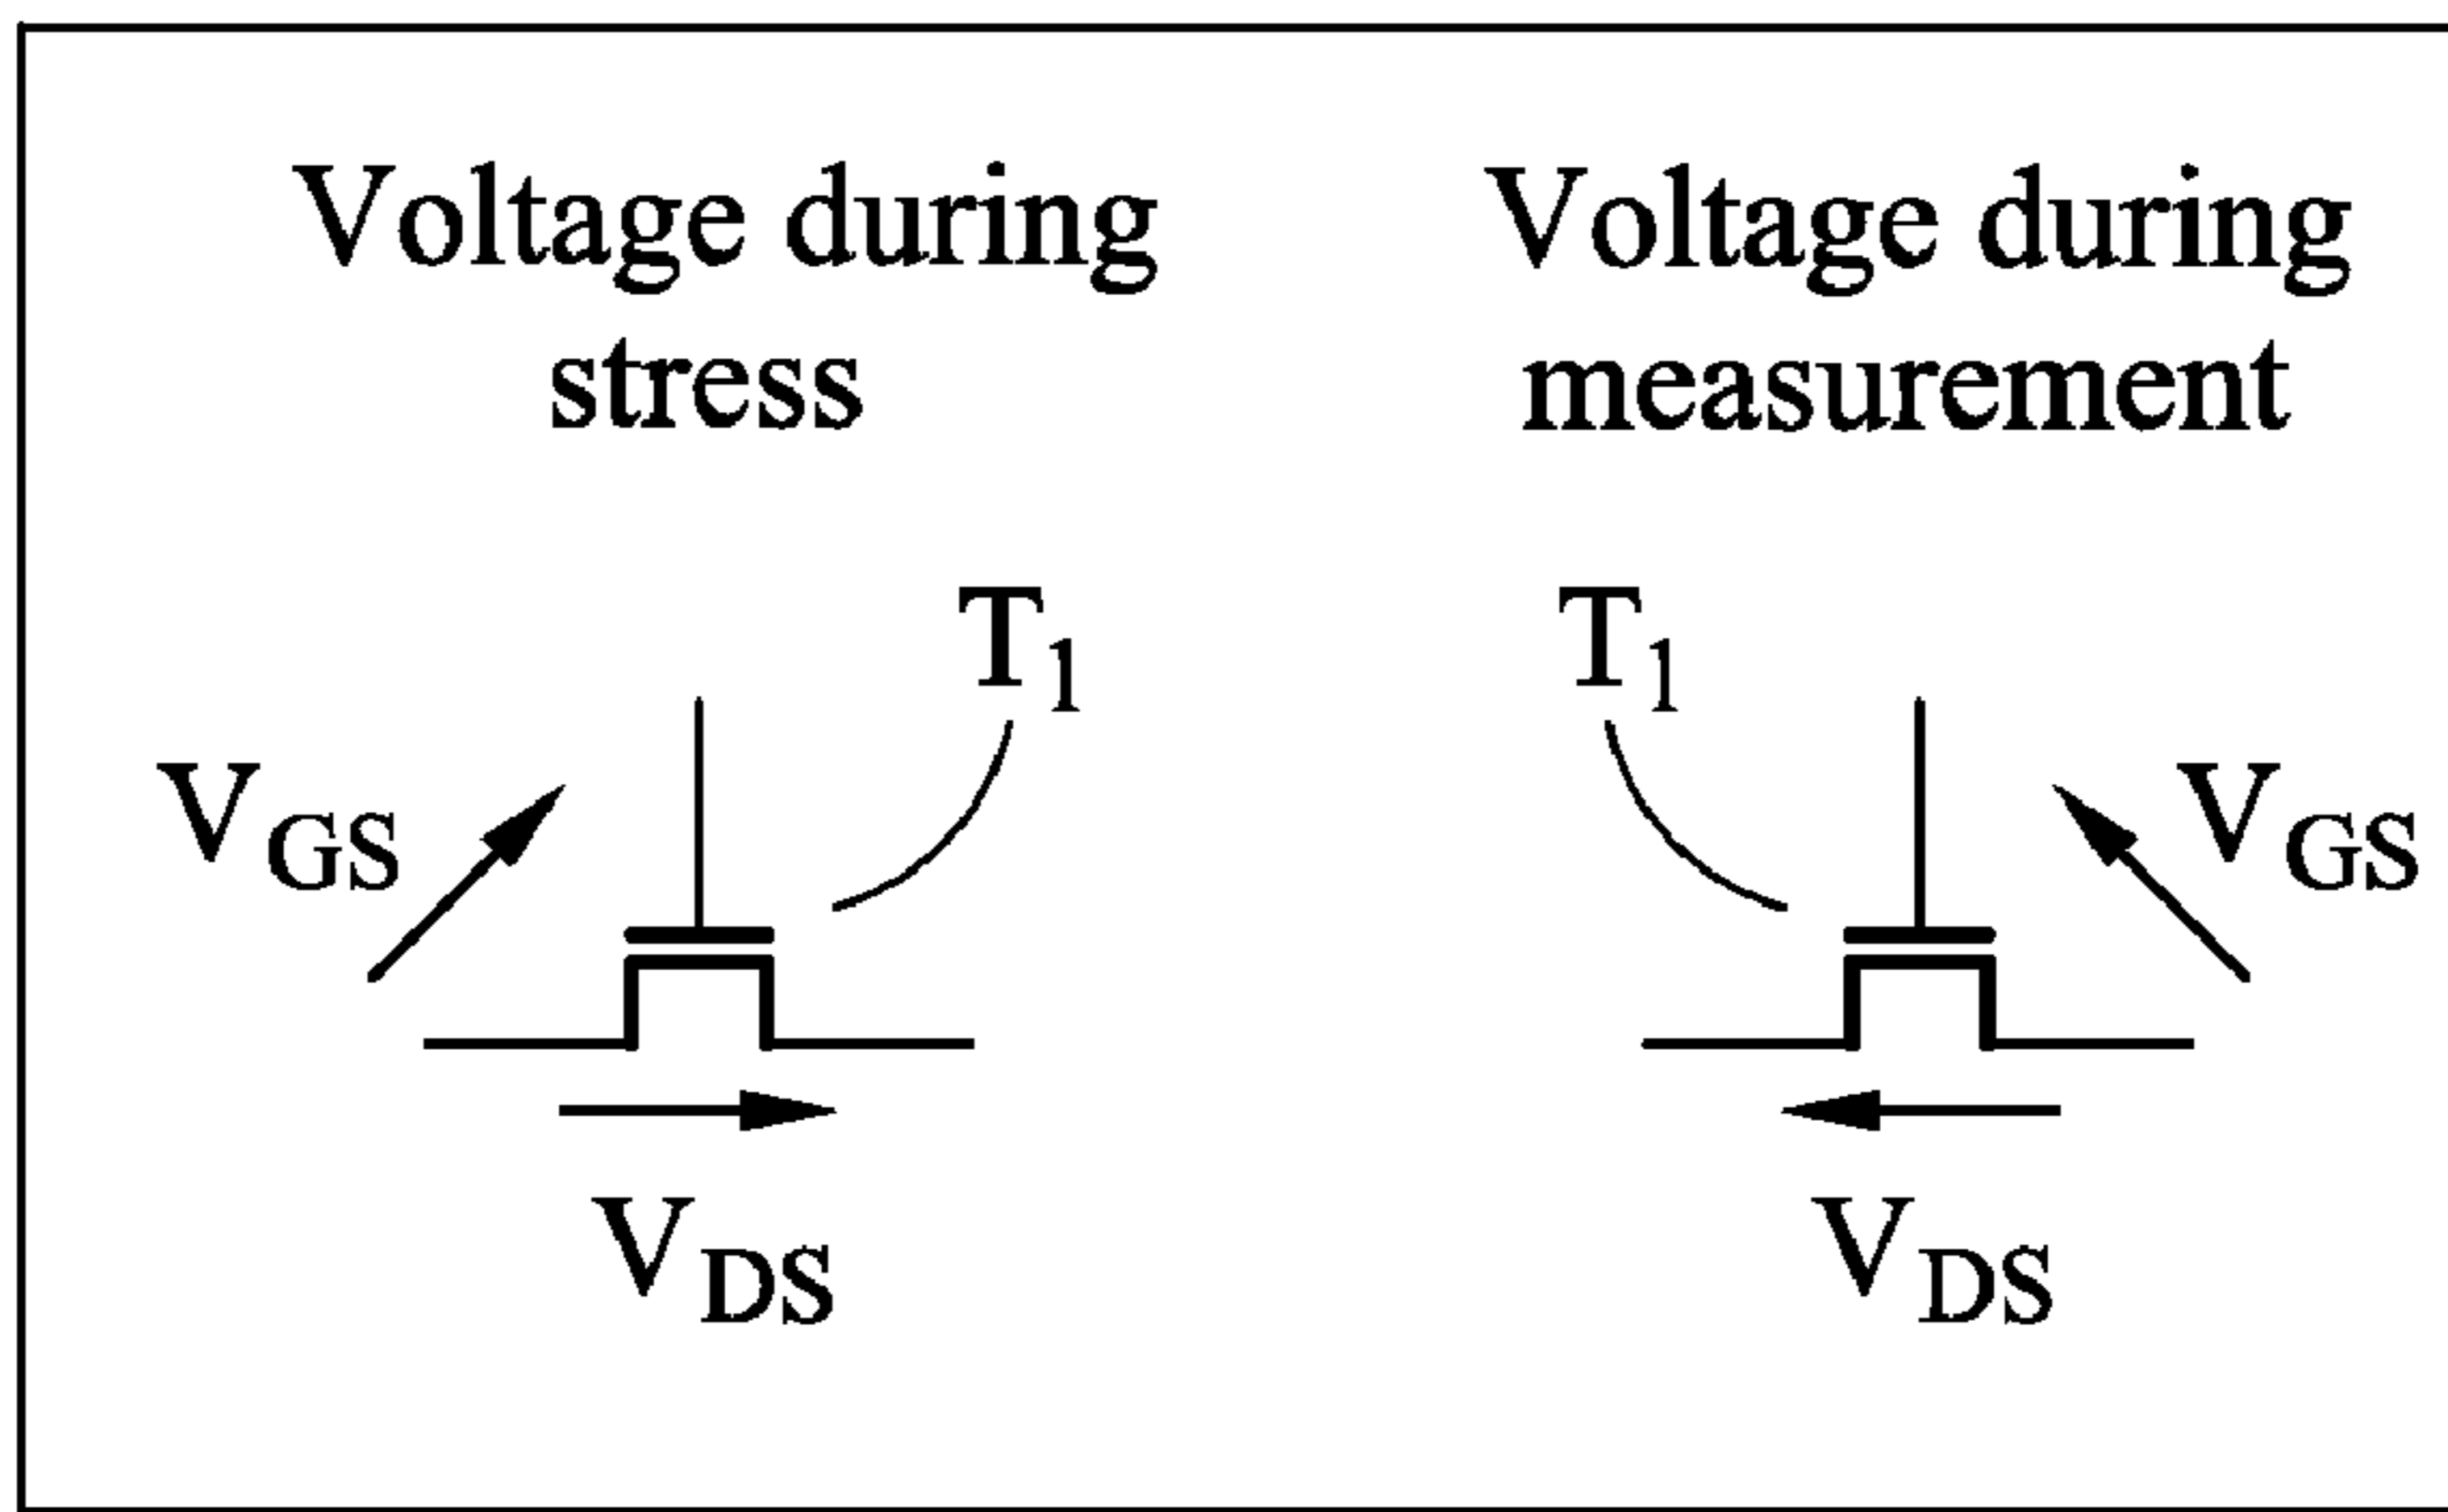 Voltage during
stress
Voltage during
measurement
T1
T1
VGS
VGS
VDS
VDS